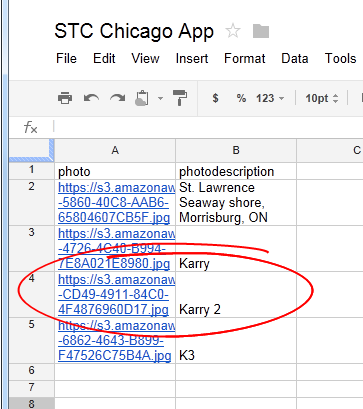 STC Chicago App
File Edit View Insert Format Data Tools
$ % 123 10pt
fx
A B C
1 photo photodescription
2 https://s3.amazonaw St. Lawrence
-5860-40C8-AAB6- Seaway shore,
65804607CB5F.jpg Morrisburg, ON
3 https://s3.amazonaw
-4726-4C40-B994-
7E8A021E8980.jpg Karry
4 https://s3.amazonaw
-CD49-4911-84C0-
4F4876960D17.jpg Karry 2
5 https://s3.amazonaw
-6862-4643-B899-
F47526C75B4A.jpg K3
6
7
8